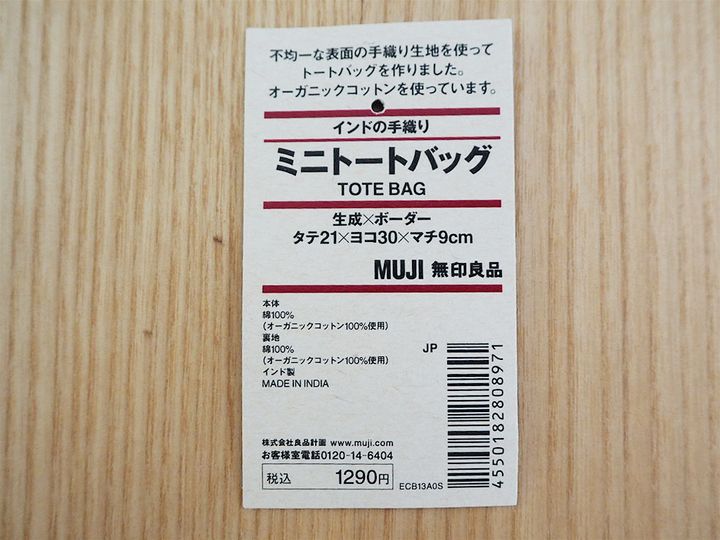 不均一な表面の手織り生地を使って
トートバッグを作りました。
オーガニックコットンを使っています。
インドの手織り
ミニトートバッグ
TOTE BAG
生成×ボーダー
タテ21×ヨコ30×マチ9cm
MUJI 無印良品
本体
綿100%
(オーガニックコットン100%使用)
裏地
綿100%
(オーガニックコットン100%使用)
インド製
MADE IN INDIA
JP
4550182808971
株式会社良品計画 www.muji.com
お客様室電話0120-14-6404
税込 1290円
ECB13A0S